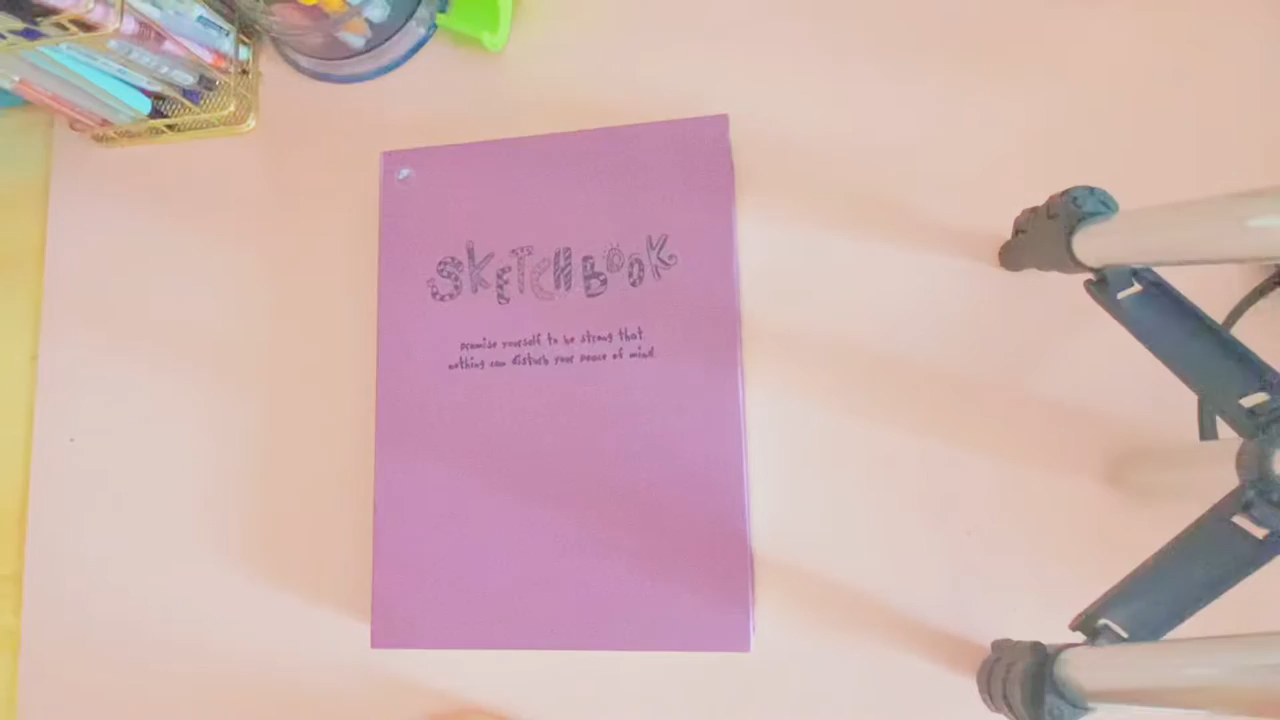 SKETCHBOOK
promise yourself to be strong that
nothing can disturb your peace of mind.